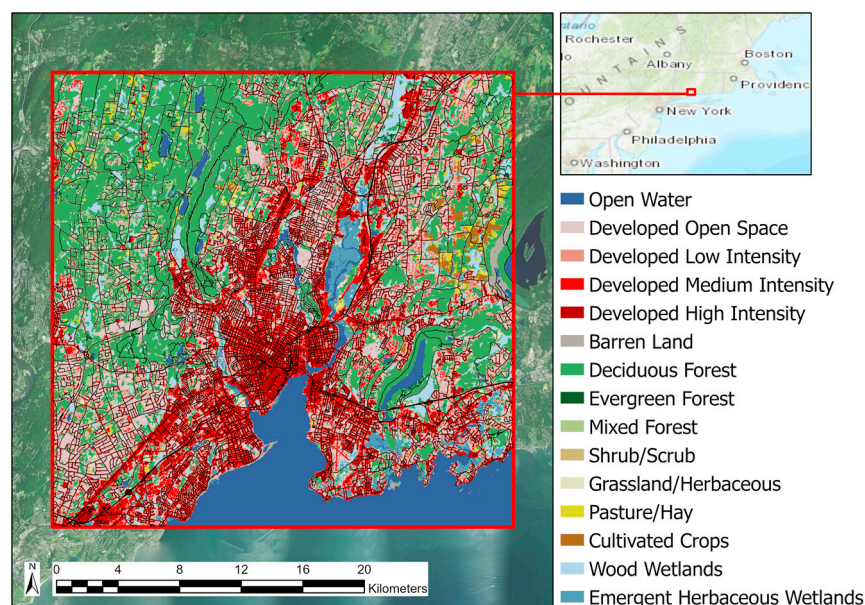 Rochester
Boston
Albany
lo
OUNTAINS
Providenc
New York
Philadelphia
Washington
Open Water
Developed Open Space
Developed Low Intensity
Developed Medium Intensity
Developed High Intensity
Barren Land
Deciduous Forest
Evergreen Forest
Mixed Forest
Shrub/Scrub
Grassland/Herbaceous
Pasture/Hay
Cultivated Crops
Wood Wetlands
Emergent Herbaceous Wetlands
N
0 4 8 12 16 20
Kilometers